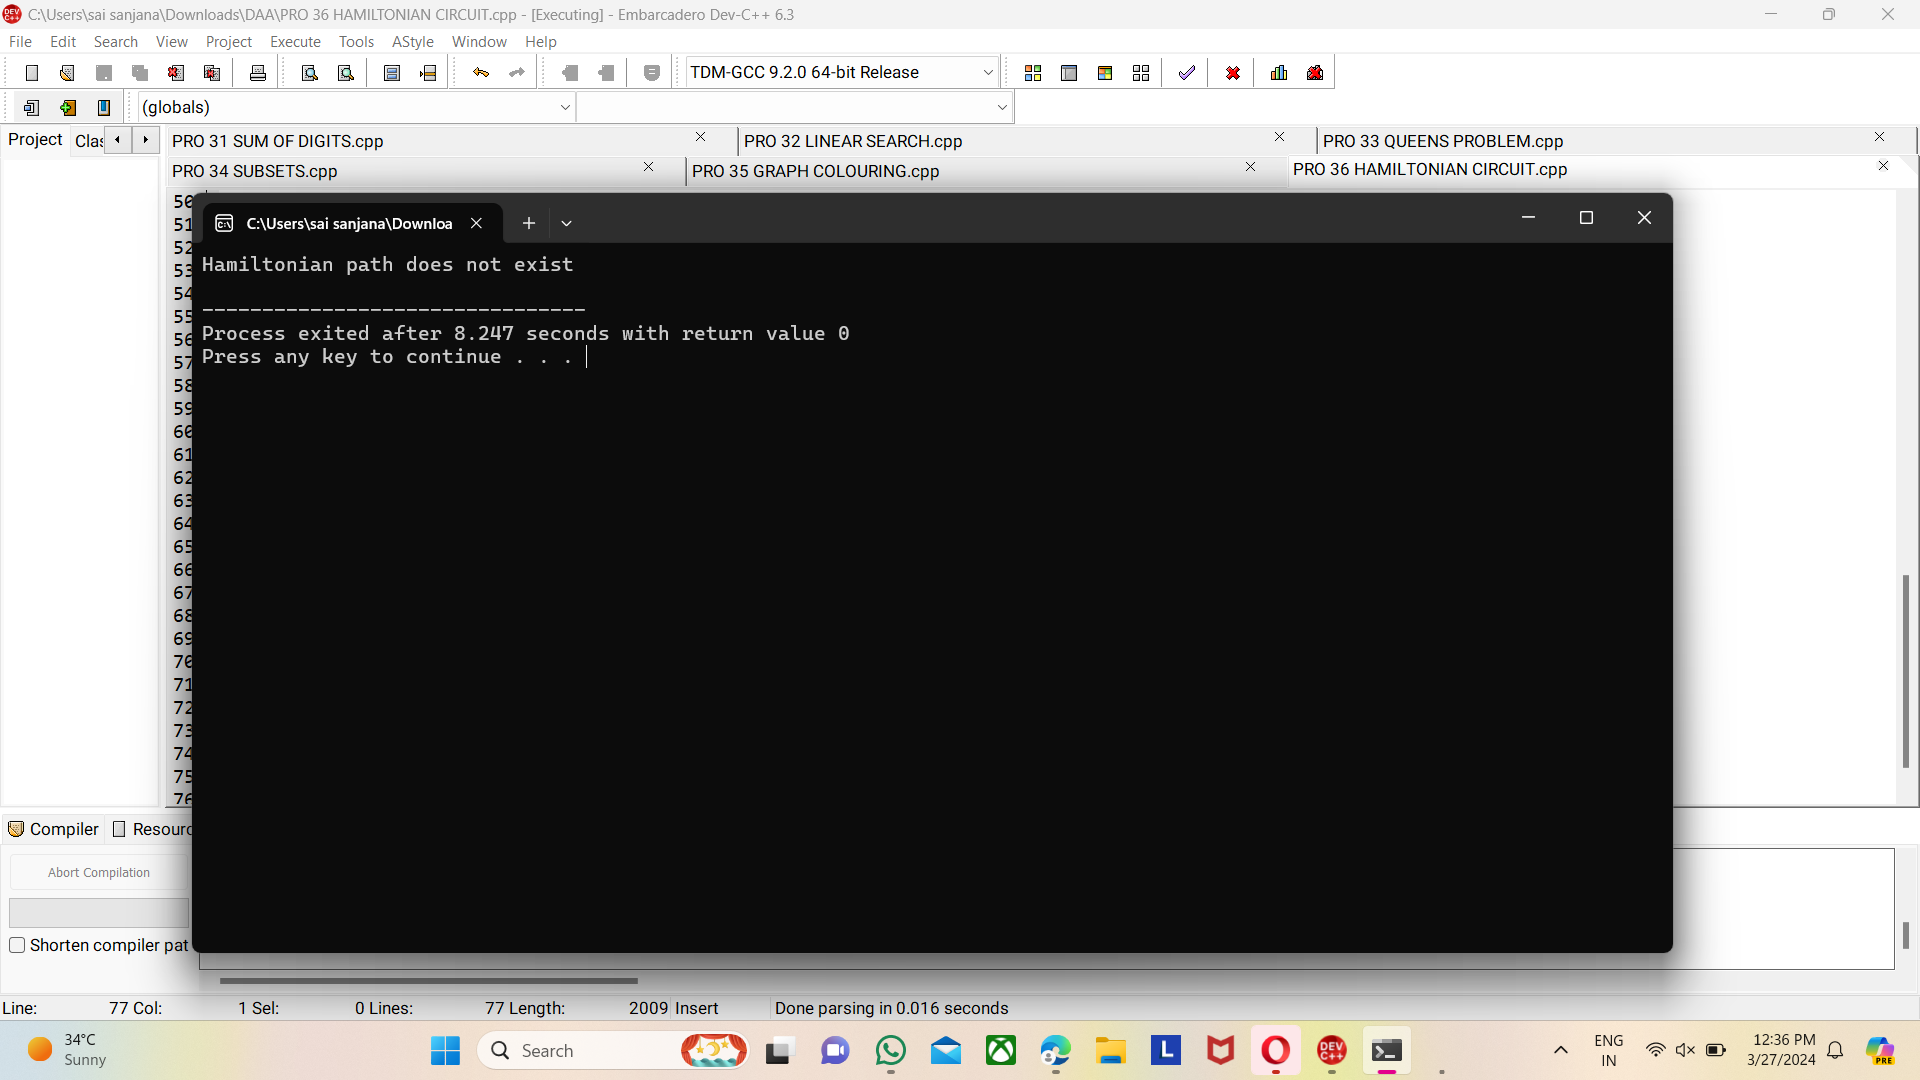 C:\Users\sai sanjana\Downloads\DAA\PRO 36 HAMILTONIAN CIRCUIT.cpp - [Executing] - Embarcadero Dev-C++ 6.3
File Edit Search View Project Execute Tools AStyle Window Help
TDM-GCC 9.2.0 64-bit Release
(globals)
Project Clas
PRO 31 SUM OF DIGITS.cpp PRO 32 LINEAR SEARCH.cpp PRO 33 QUEENS PROBLEM.cpp
PRO 34 SUBSETS.cpp PRO 35 GRAPH COLOURING.cpp PRO 36 HAMILTONIAN CIRCUIT.cpp
50
51
52
53
54
55
56
57
58
59
60
61
62
63
64
65
66
67
68
69
70
71
72
73
74
75
76
C:\Users\sai sanjana\Downloa
Hamiltonian path does not exist
--------------------------------
Process exited after 8.247 seconds with return value 0
Press any key to continue . . .
Compiler Resourc
Abort Compilation
Shorten compiler pat
Line: 77 Col: 1 Sel: 0 Lines: 77 Length: 2009 Insert Done parsing in 0.016 seconds
34°C
Sunny
Search
L
DEV C++
ENG
IN
12:36 PM
3/27/2024
PRE